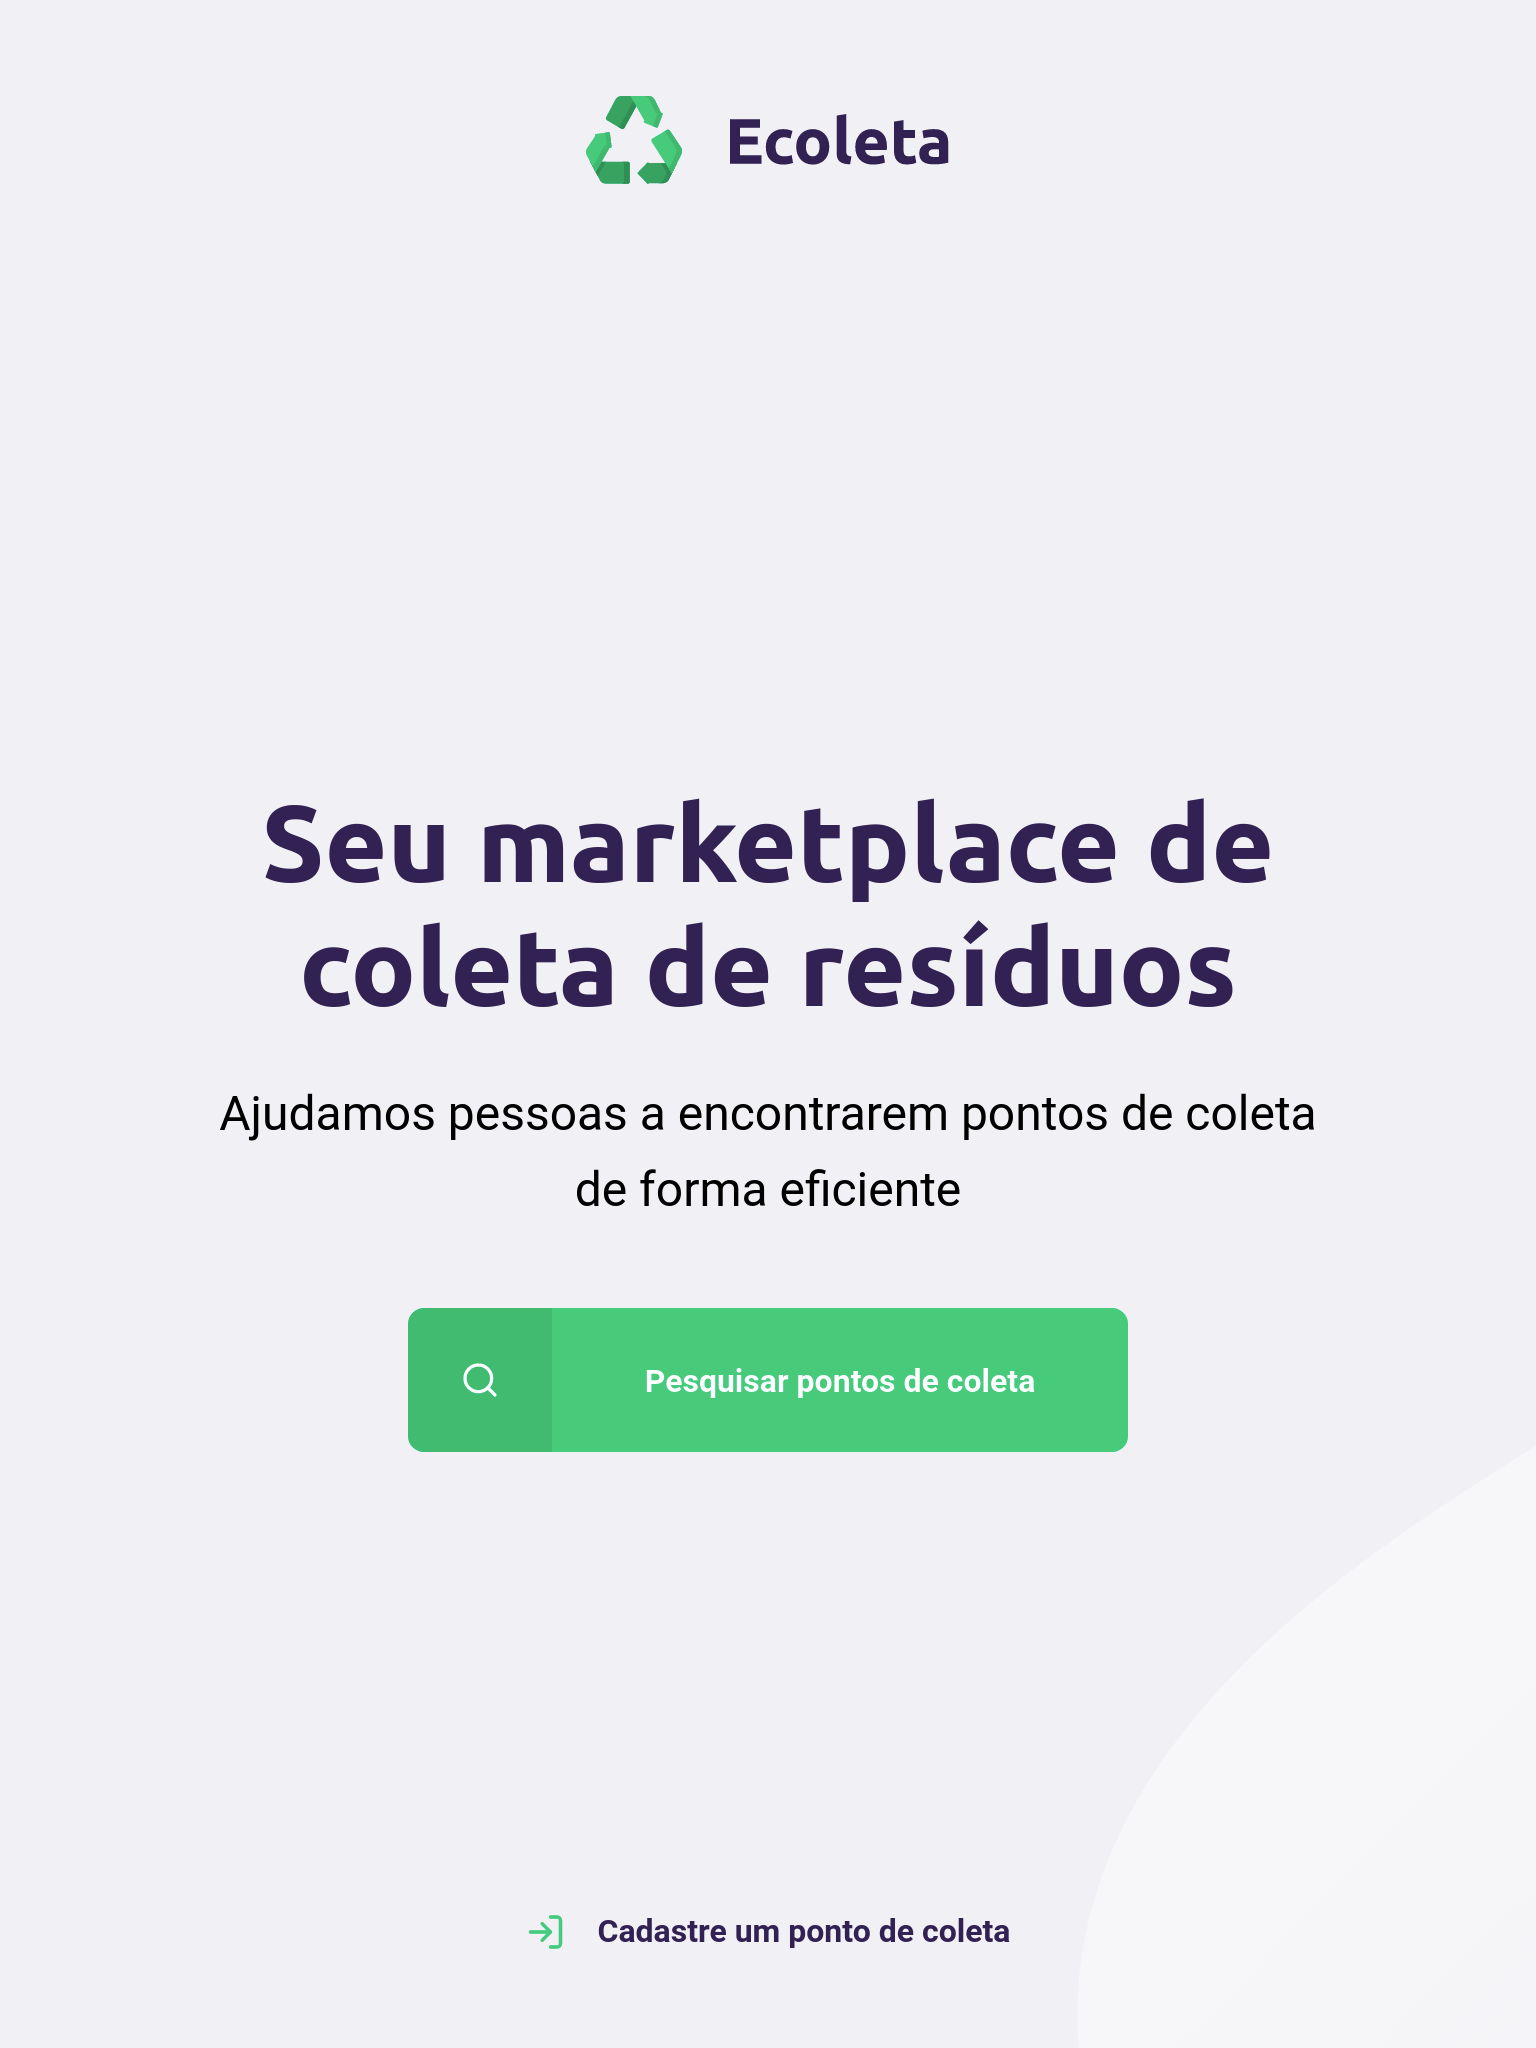 Ecoleta
Seu marketplace de
coleta de resíduos
Ajudamos pessoas a encontrarem pontos de coleta
de forma eficiente
Pesquisar pontos de coleta
Cadastre um ponto de coleta